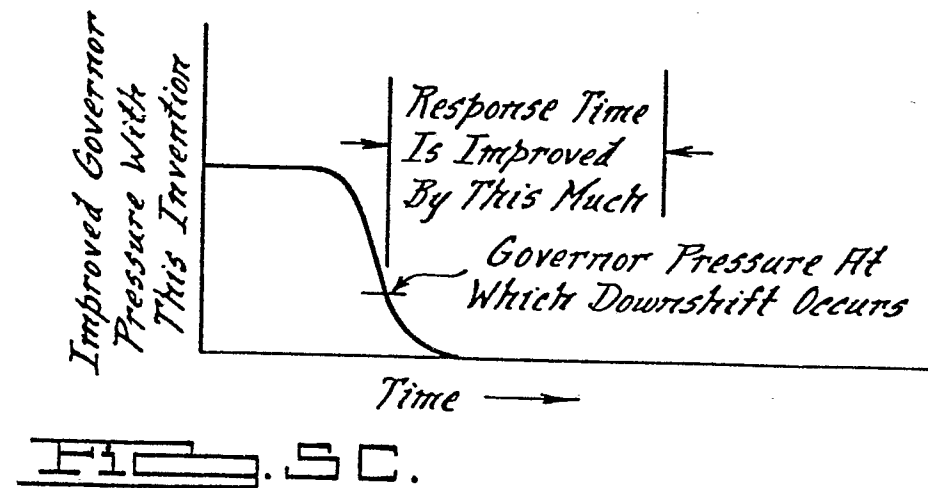 Improved Governor
Pressure With
This Invention
Response Time
Is Improved
By This Much
Governor Pressure At
Which Downshift Occurs
Time
FIG. 5C.